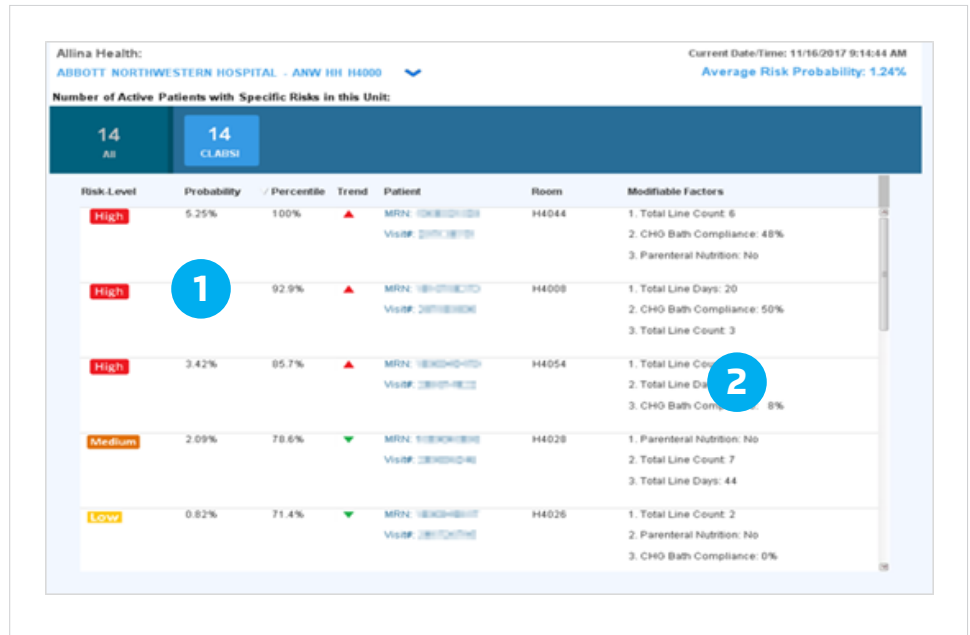 Allina Health:
Current Date/Time: 11/16/2017 9:14:44 AM
ABBOTT NORTHWESTERN HOSPITAL - ANW HH H4000
Average Risk Probability: 1.24%
Number of Active Patients with Specific Risks in this Unit:
14
All
14
CLABSI
Risk-Level Probability Percentile Trend Patient Room Modifiable Factors
High 5.25% 100% MRN: H4044 1. Total Line Count: 6
Visit#: 2. CHG Bath Compliance: 48%
3. Parenteral Nutrition: No
High 1 92.9% MRN: H4008 1. Total Line Days: 20
Visit#: 2. CHG Bath Compliance: 50%
3. Total Line Count: 3
High 3.42% 85.7% MRN: H4054 1. Total Line
2
Visit#: 2. Total Line
3. CHG Bath 8%
Medium 2.09% 78.6% MRN: H4028 1. Parenteral Nutrition: No
Visit#: 2. Total Line Count: 7
3. Total Line Days: 44
Low 0.82% 71.4% MRN: H4026 1. Total Line Count: 2
Visit#: 2. Parenteral Nutrition: No
3. CHG Bath Compliance: 0%